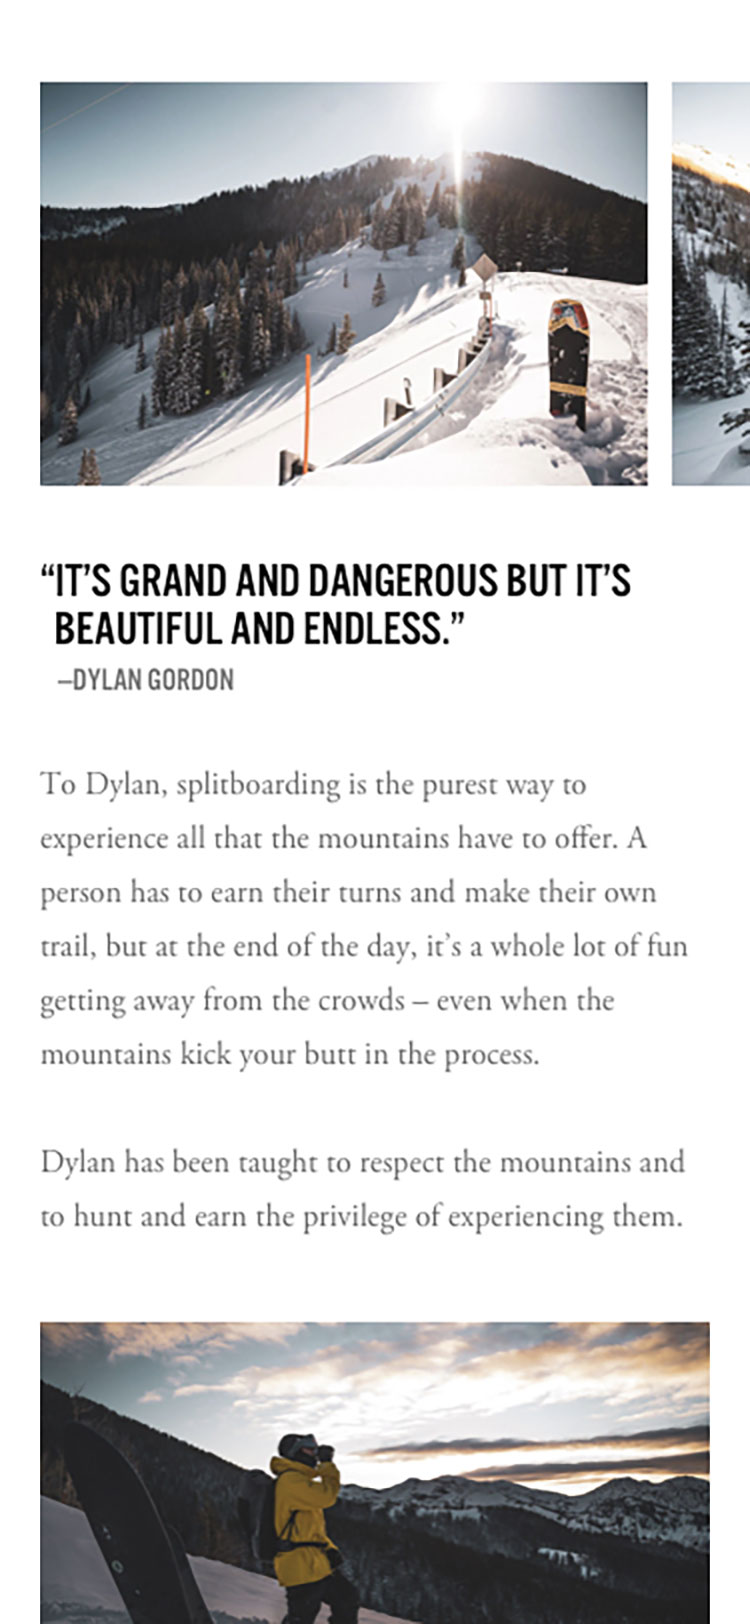 “IT’S GRAND AND DANGEROUS BUT IT’S
BEAUTIFUL AND ENDLESS.”
–DYLAN GORDON
To Dylan, splitboarding is the purest way to
experience all that the mountains have to offer. A
person has to earn their turns and make their own
trail, but at the end of the day, it’s a whole lot of fun
getting away from the crowds – even when the
mountains kick your butt in the process.
Dylan has been taught to respect the mountains and
to hunt and earn the privilege of experiencing them.